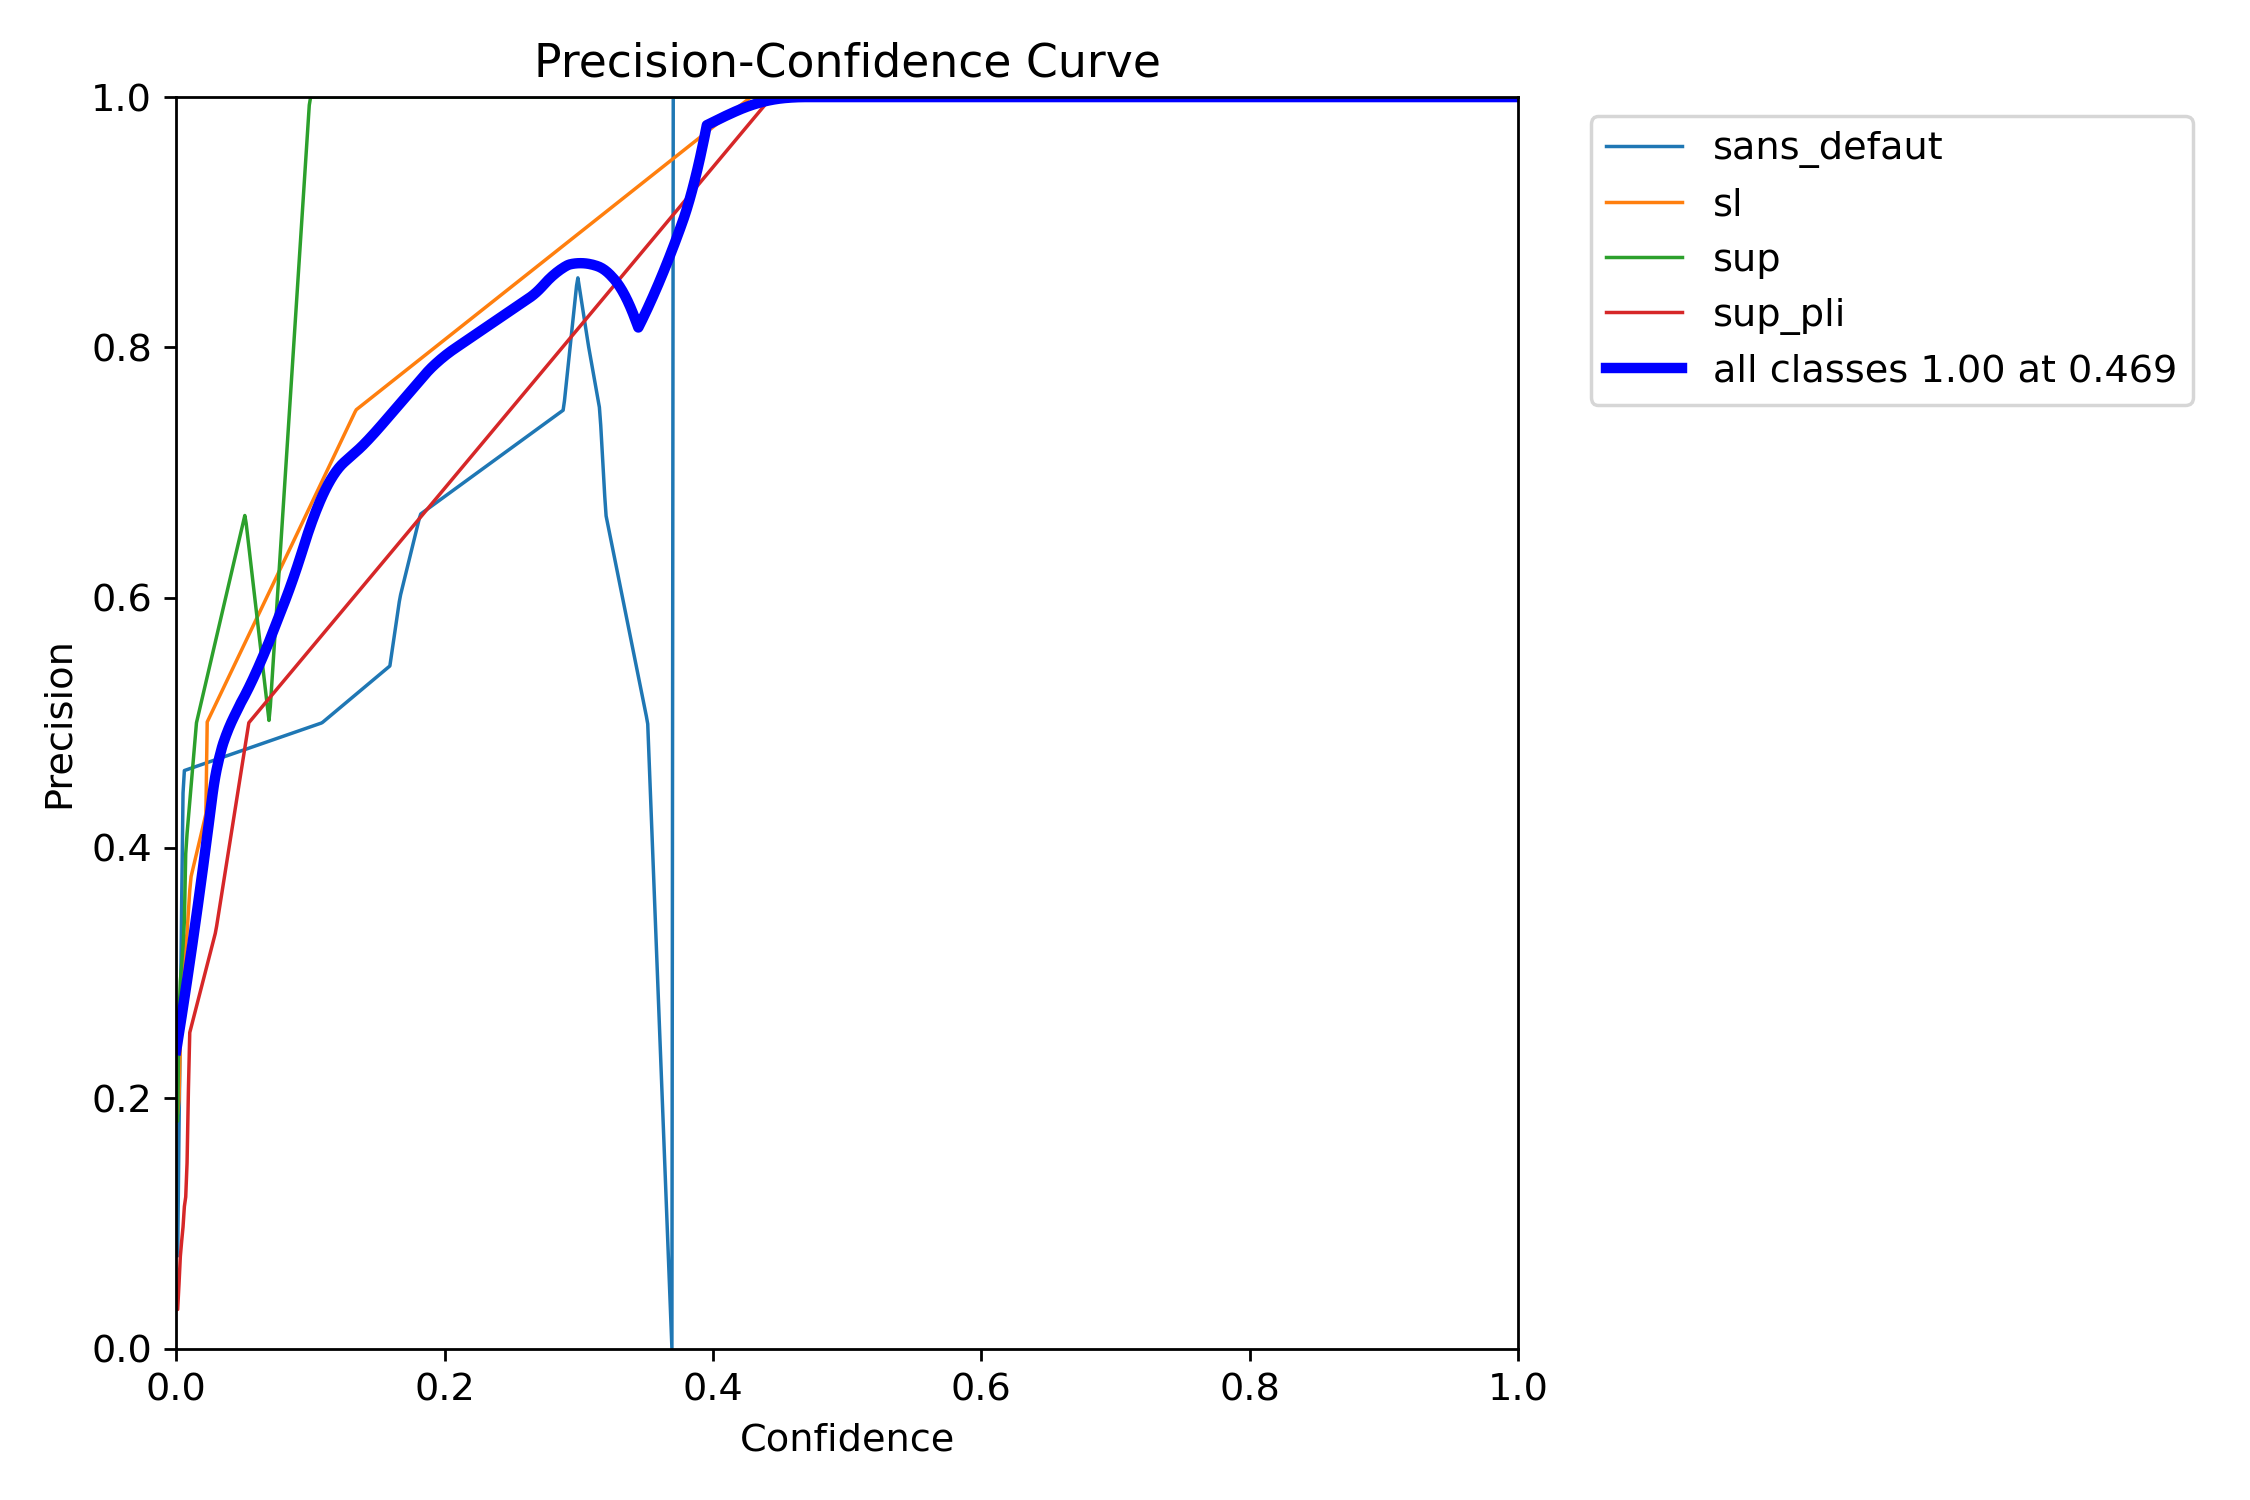 Precision-Confidence Curve
1.0
0.8
0.6
0.4
0.2
0.0
Precision
0.0 0.2 0.4 0.6 0.8 1.0
Confidence
sans_defaut
sl
sup
sup_pli
all classes 1.00 at 0.469